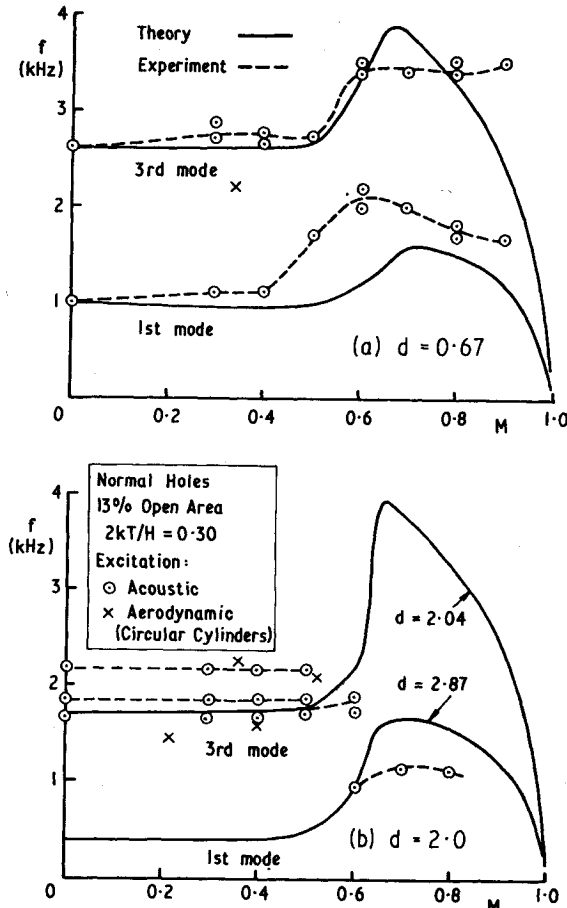 4
f
(kHz)
Theory
Experiment
3
3rd mode
2
1
1st mode
(a) d = 0·67
0
0·2
0·4
0·6
0·8
1·0
M
4
f
(kHz)
Normal Holes
13% Open Area
2kT/H = 0·30
Excitation:
⊙ Acoustic
× Aerodynamic
(Circular Cylinders)
3
d = 2·04
2
d = 2·87
3rd mode
1
(b) d = 2·0
1st mode
0
0·2
0·4
0·6
0·8
1·0
M